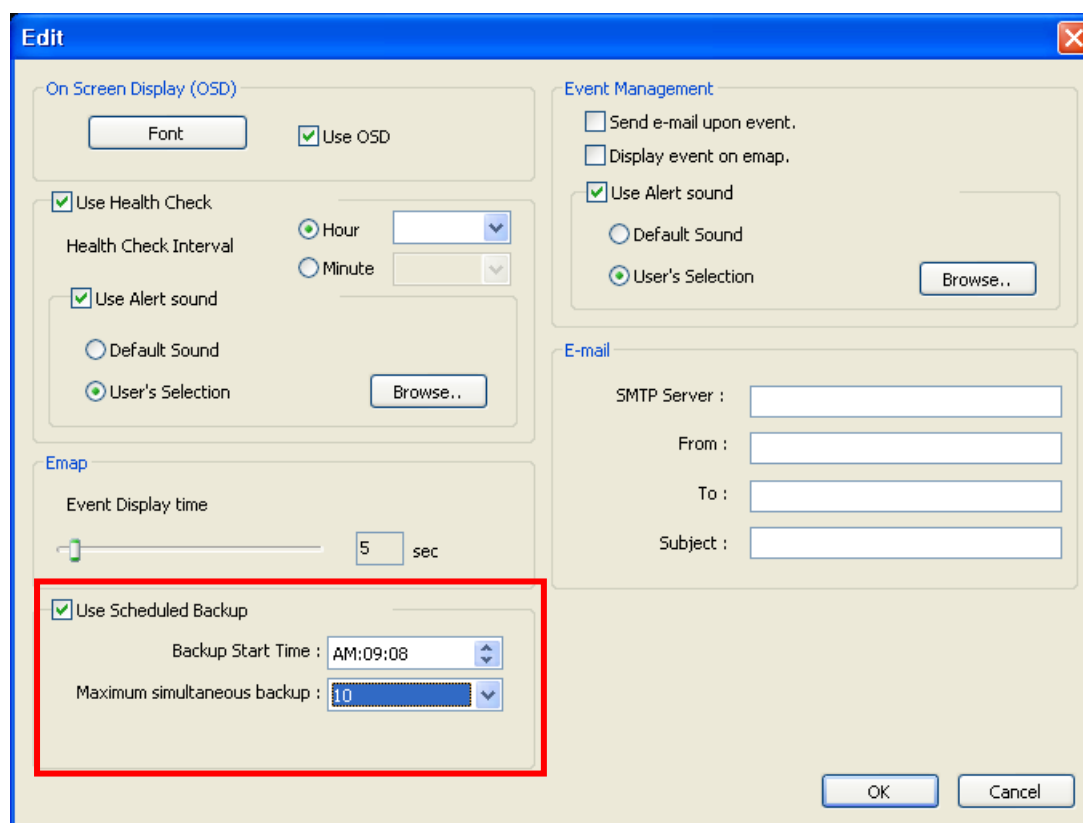 Edit
On Screen Display (OSD)
Font
Use OSD
Use Health Check
Health Check Interval
Hour
Minute
Use Alert sound
Default Sound
User's Selection
Browse..
Emap
Event Display time
5 sec
Use Scheduled Backup
Backup Start Time : AM:09:08
Maximum simultaneous backup : 10
Event Management
Send e-mail upon event.
Display event on emap.
Use Alert sound
Default Sound
User's Selection
Browse..
E-mail
SMTP Server :
From :
To :
Subject :
OK
Cancel